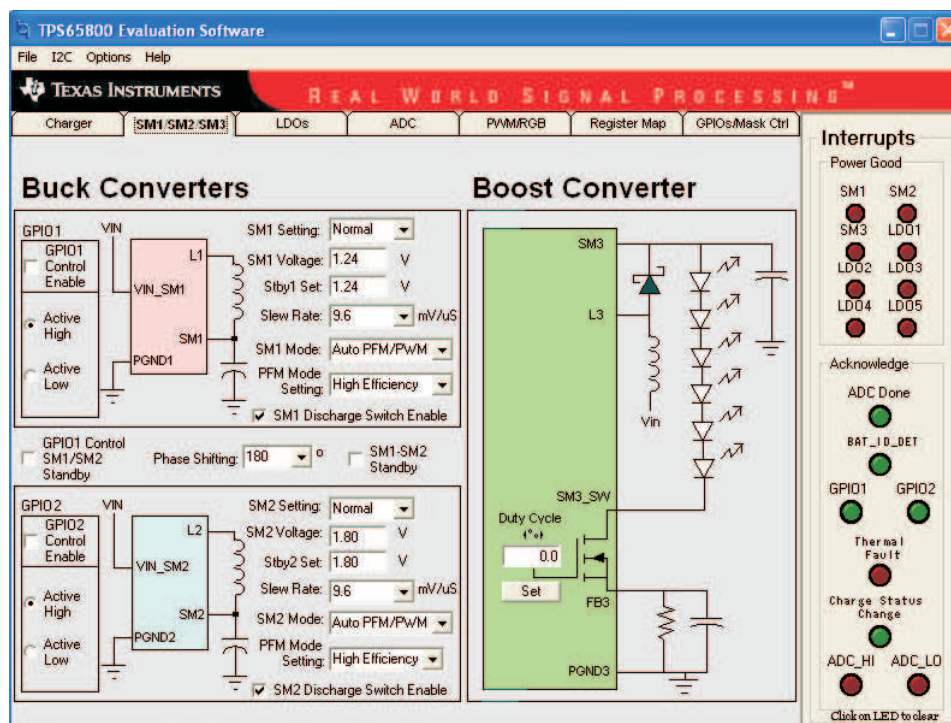 TPS65800 Evaluation Software
File I2C Options Help
TEXAS INSTRUMENTS
REAL WORLD SIGNAL PROCESSING™
Charger SM1/SM2/SM3 LDOs ADC PWM/RGB Register Map GPIOs/Mask Ctrl
Buck Converters
GPIO1
GPIO1
Control
Enable
Active
High
Active
Low
VIN
L1
VIN_SM1
SM1
PGND1
SM1 Setting: Normal
SM1 Voltage: 1.24 V
Stby1 Set: 1.24 V
Slew Rate: 9.6 mV/uS
SM1 Mode: Auto PFM/PWM
PFM Mode
Setting: High Efficiency
SM1 Discharge Switch Enable
GPIO1 Control
SM1/SM2
Standby
Phase Shifting: 180 °
SM1-SM2
Standby
GPIO2
GPIO2
Control
Enable
Active
High
Active
Low
VIN
L2
VIN_SM2
SM2
PGND2
SM2 Setting: Normal
SM2 Voltage: 1.80 V
Stby2 Set: 1.80 V
Slew Rate: 9.6 mV/uS
SM2 Mode: Auto PFM/PWM
PFM Mode
Setting: High Efficiency
SM2 Discharge Switch Enable
Boost Converter
SM3
L3
Vin
SM3_SW
Duty Cycle
(%)
0.0
Set
FB3
PGND3
Interrupts
Power Good
SM1 SM2
SM3 LDO1
LDO2 LDO3
LDO4 LDO5
Acknowledge
ADC Done
BAT_ID_DET
GPIO1 GPIO2
Thermal
Fault
Charge Status
Change
ADC_HI ADC_LO
Click on LED to clear